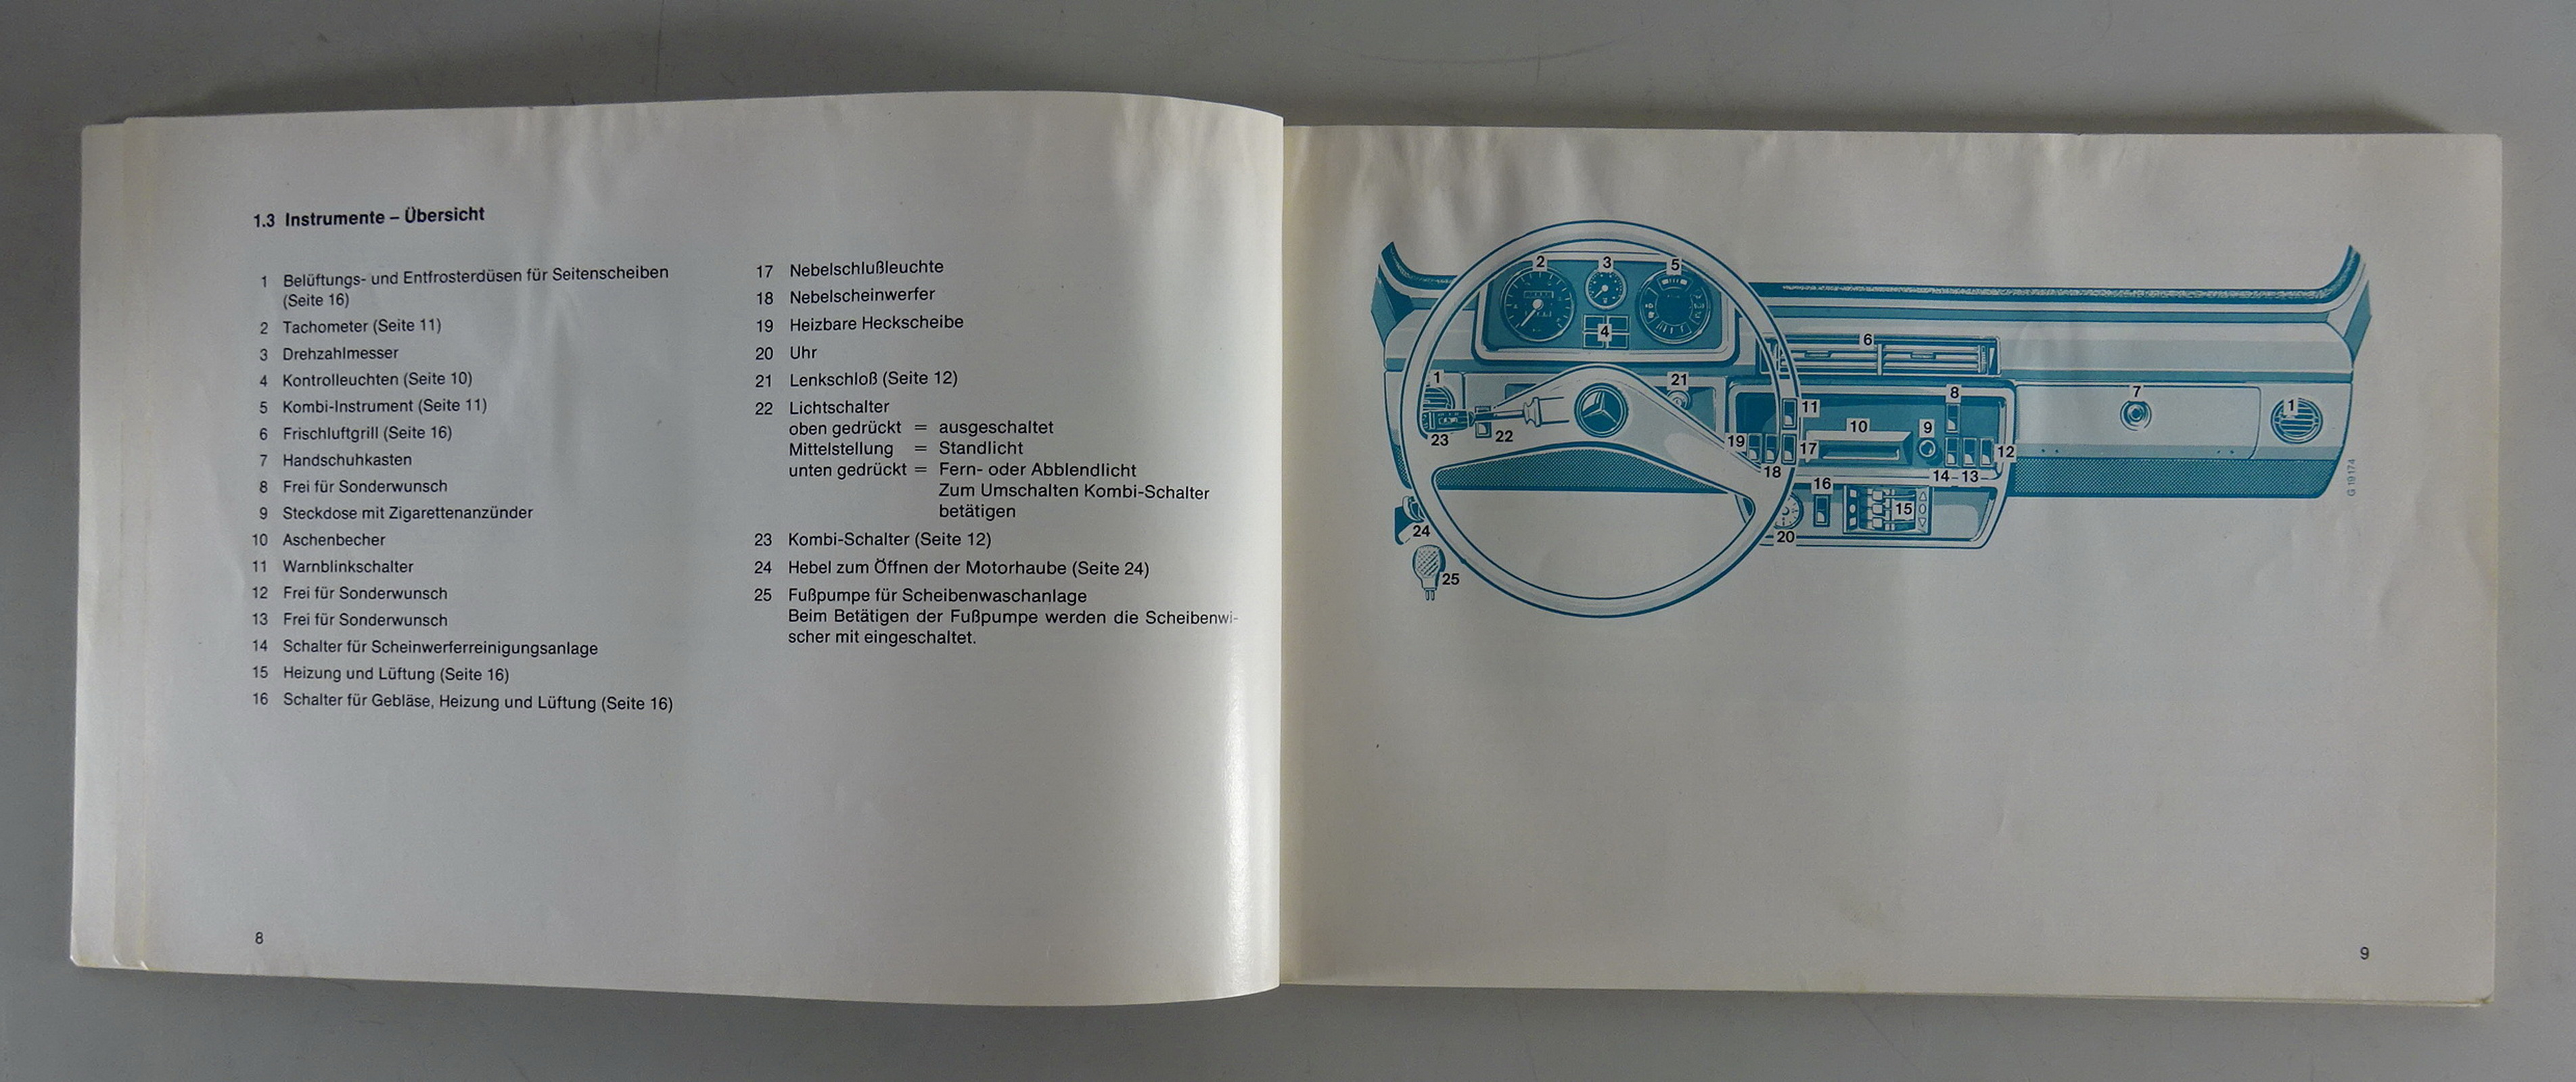 1.3 Instrumente – Übersicht
1 Belüftungs- und Entfrosterdüsen für Seitenscheiben
(Seite 16)
2 Tachometer (Seite 11)
3 Drehzahlmesser
4 Kontrolleuchten (Seite 10)
5 Kombi-Instrument (Seite 11)
6 Frischluftgrill (Seite 16)
7 Handschuhkasten
8 Frei für Sonderwunsch
9 Steckdose mit Zigarettenanzünder
10 Aschenbecher
11 Warnblinkschalter
12 Frei für Sonderwunsch
13 Frei für Sonderwunsch
14 Schalter für Scheinwerferreinigungsanlage
15 Heizung und Lüftung (Seite 16)
16 Schalter für Gebläse, Heizung und Lüftung (Seite 16)
17 Nebelschlußleuchte
18 Nebelscheinwerfer
19 Heizbare Heckscheibe
20 Uhr
21 Lenkschloß (Seite 12)
22 Lichtschalter
oben gedrückt = ausgeschaltet
Mittelstellung = Standlicht
unten gedrückt = Fern- oder Abblendlicht
Zum Umschalten Kombi-Schalter
betätigen
23 Kombi-Schalter (Seite 12)
24 Hebel zum Öffnen der Motorhaube (Seite 24)
25 Fußpumpe für Scheibenwaschanlage
Beim Betätigen der Fußpumpe werden die Scheibenwi-
scher mit eingeschaltet.
8
2 3 5
4
6
1 21 8 7 1
11
23 22 19 17 10 9 12
18 14 – 13
16
15
24 20
25
G 19174
9